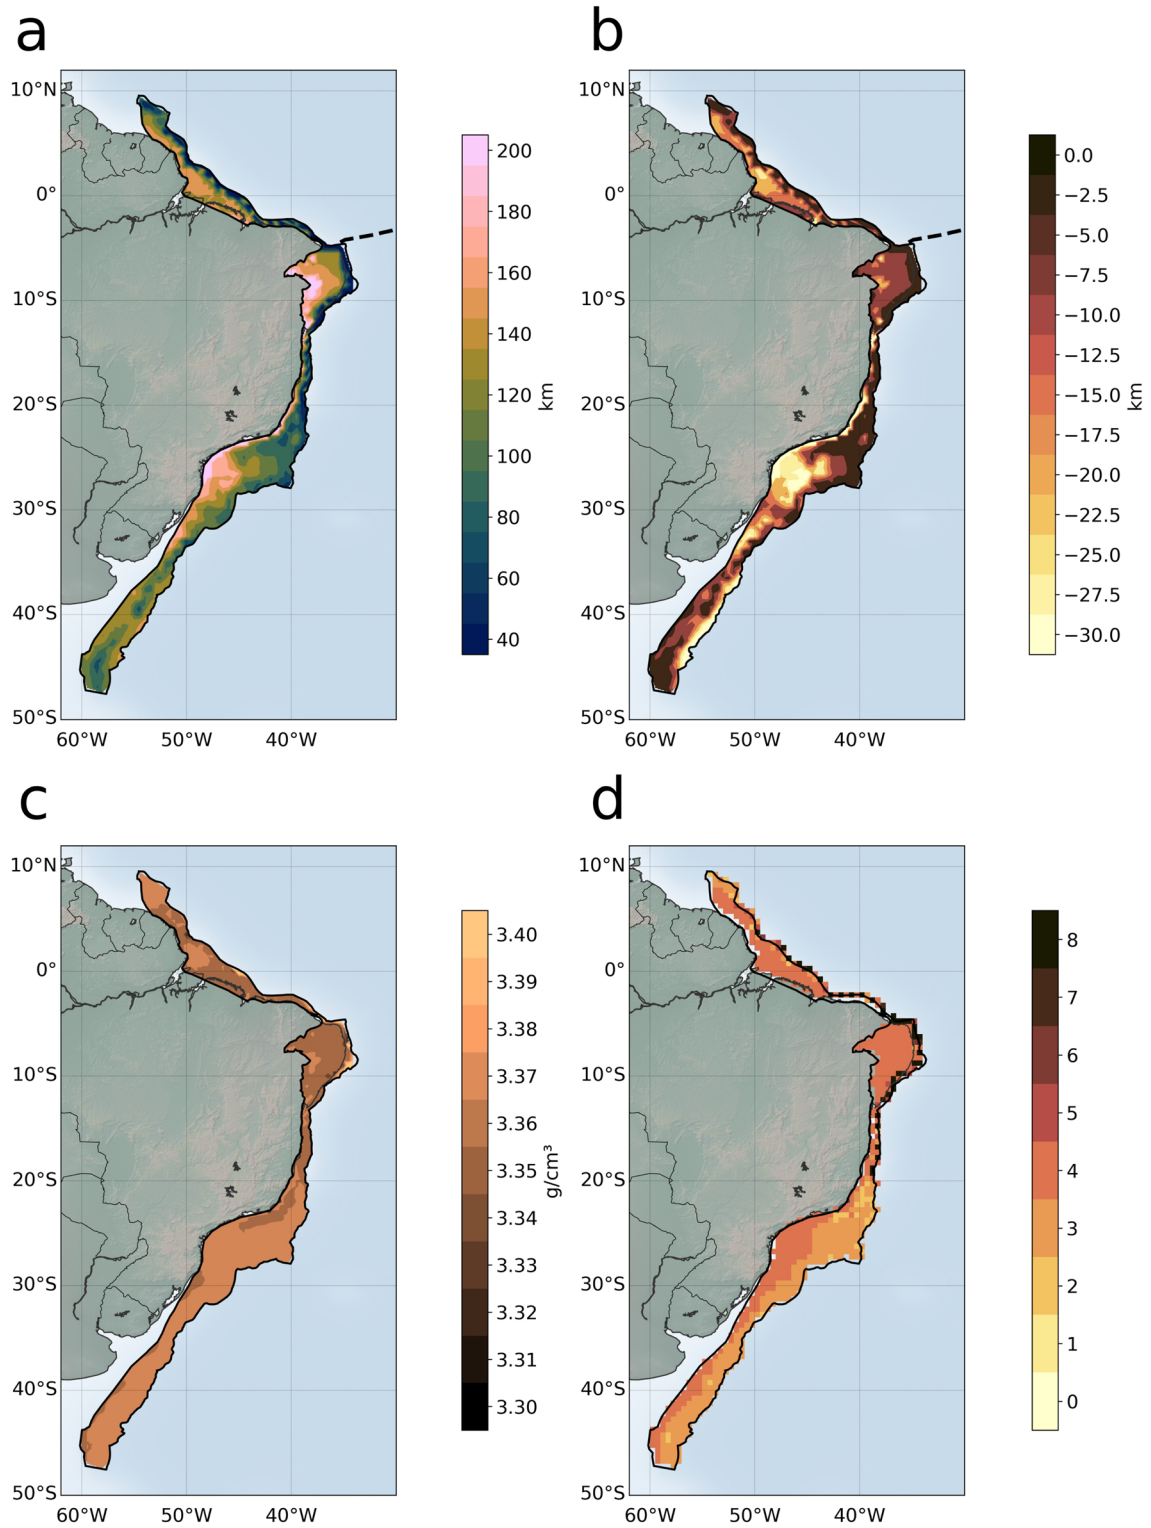 a
b
10°N
0°
10°S
20°S
30°S
40°S
50°S
60°W 50°W 40°W
200
180
160
140
120
100
80
60
40
km
10°N
0°
10°S
20°S
30°S
40°S
50°S
60°W 50°W 40°W
0.0
−2.5
−5.0
−7.5
−10.0
−12.5
−15.0
−17.5
−20.0
−22.5
−25.0
−27.5
−30.0
km
c
d
10°N
0°
10°S
20°S
30°S
40°S
50°S
60°W 50°W 40°W
3.40
3.39
3.38
3.37
3.36
3.35
3.34
3.33
3.32
3.31
3.30
g/cm³
10°N
0°
10°S
20°S
30°S
40°S
50°S
60°W 50°W 40°W
8
7
6
5
4
3
2
1
0